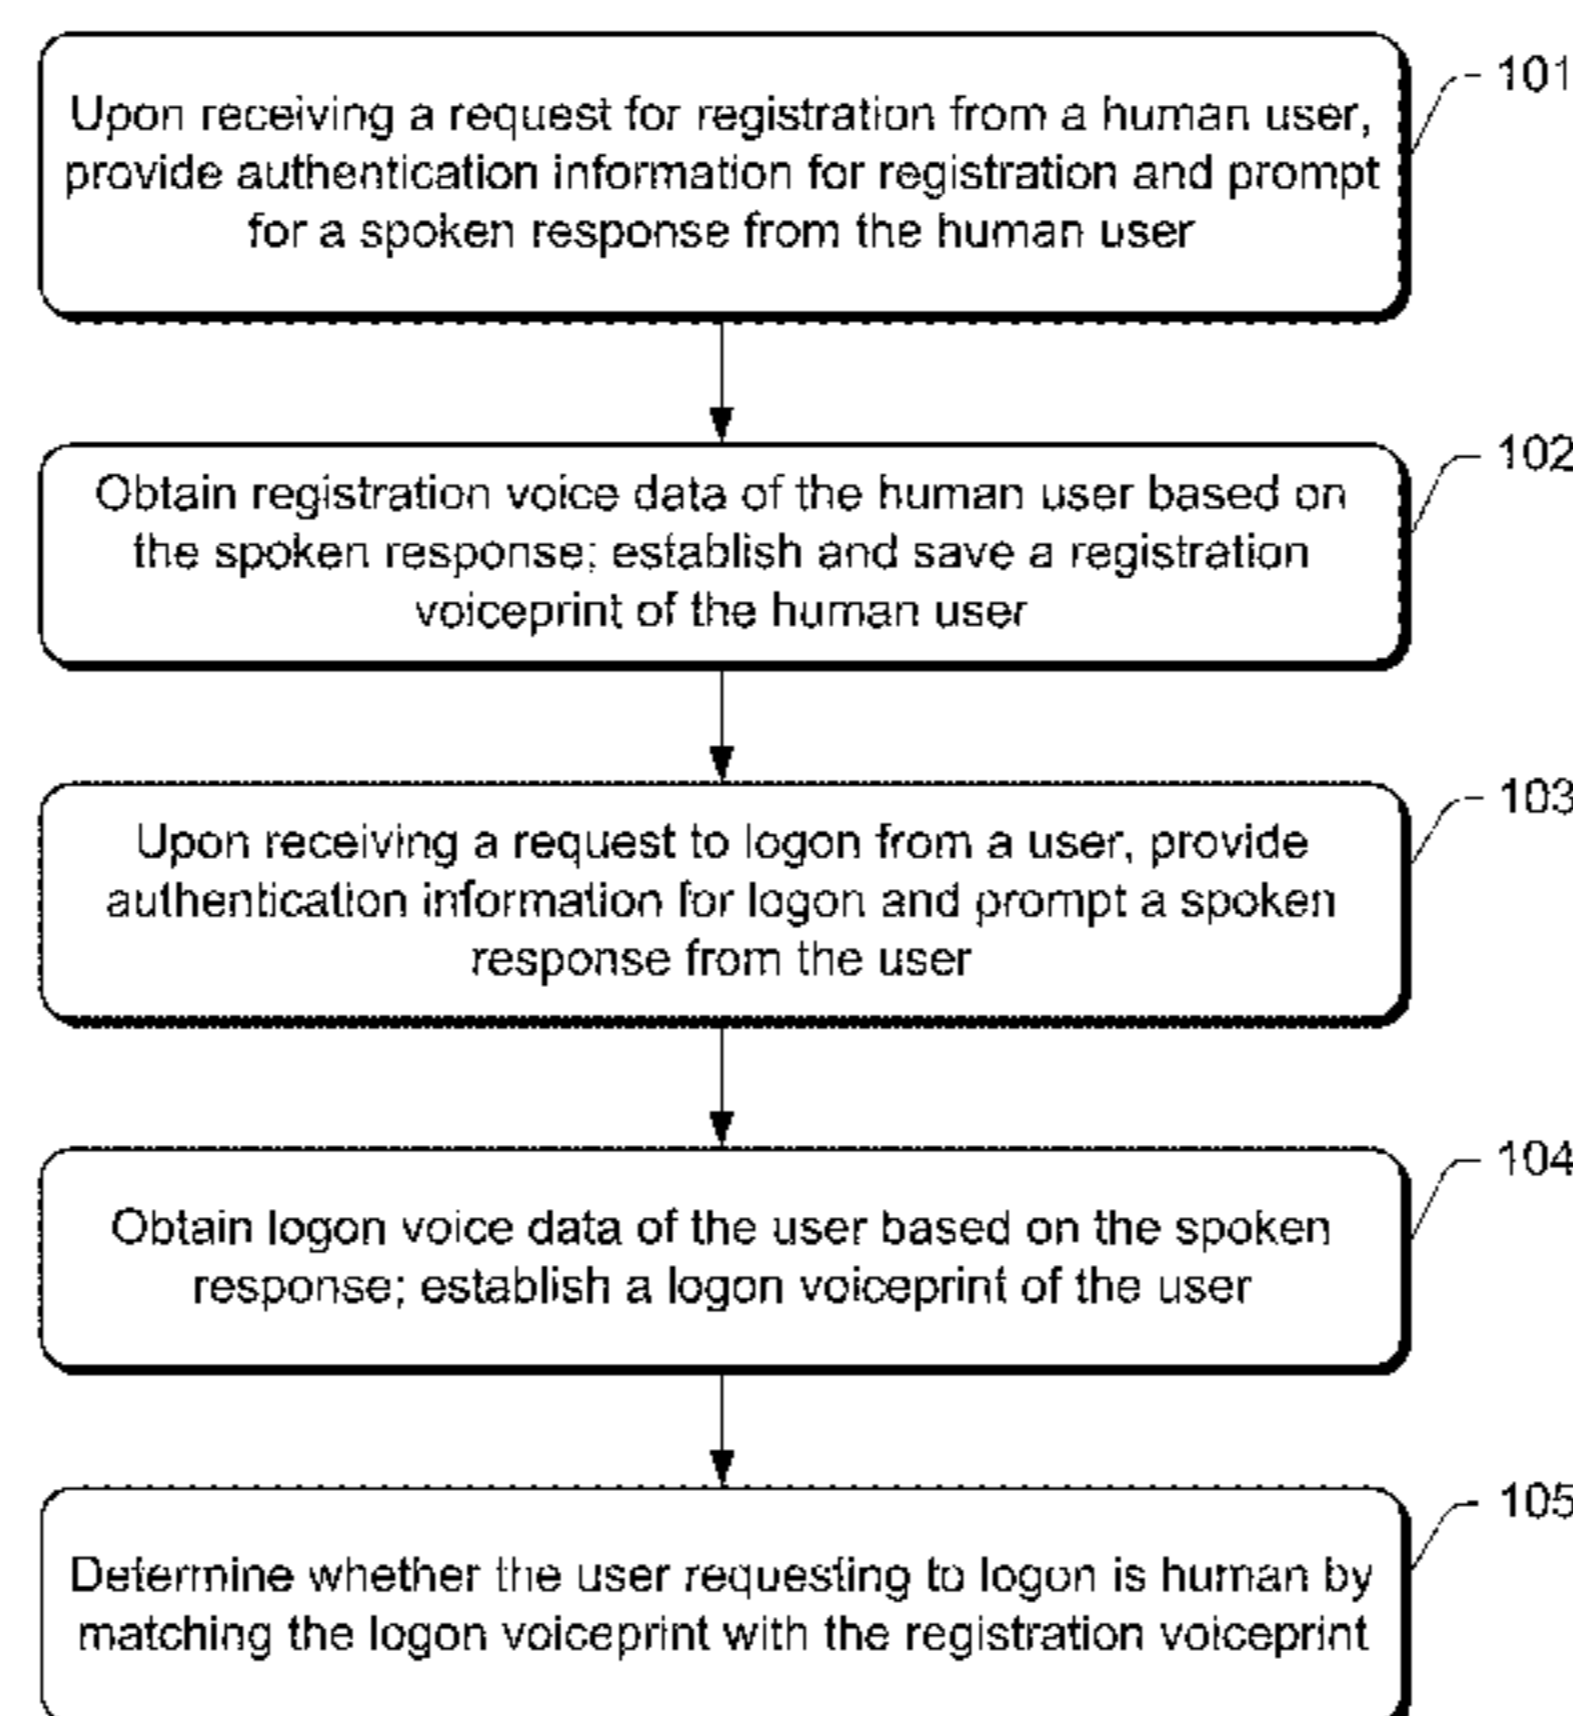 Upon receiving a request for registration from a human user,
provide authentication information for registration and prompt
for a spoken response from the human user
101
Obtain registration voice data of the human user based on
the spoken response; establish and save a registration
voiceprint of the human user
102
Upon receiving a request to logon from a user, provide
authentication information for logon and prompt a spoken
response from the user
103
Obtain logon voice data of the user based on the spoken
response; establish a logon voiceprint of the user
104
Determine whether the user requesting to logon is human by
matching the logon voiceprint with the registration voiceprint
105